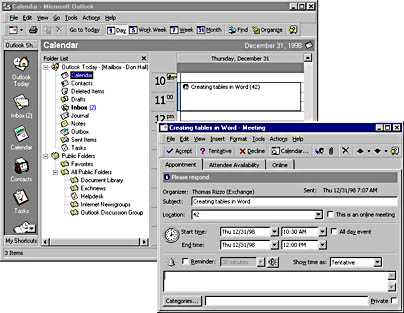 Calendar - Microsoft Outlook
File Edit View Go Tools Actions Help
Go to Today 1 Day 5 Work Week 7 Week 31 Month Find Organize
Outlook Sh...
Calendar
December 31, 1998
Folder List
Thursday, December 31
Outlook Today - [Mailbox - Don Hall]
Calendar
Contacts
Deleted Items
Drafts
Inbox (2)
Journal
Notes
Outbox
Sent Items
Tasks
Public Folders
Favorites
All Public Folders
Document Library
Exchnews
Helpdesk
Internet Newsgroups
Outlook Discussion Group
Outlook Today
Inbox (2)
Calendar
Contacts
Tasks
My Shortcuts
3 Items
10 am
Creating tables in Word (42)
11 00
12 pm
Creating tables in Word - Meeting
File Edit View Insert Format Tools Actions Help
Accept ? Tentative Decline Calendar...
Appointment Attendee Availability Online
Please respond.
Organizer: Thomas Rizzo (Exchange) Sent: Thu 12/31/98 7:07 AM
Subject: Creating tables in Word
Location: 42 This is an online meeting
Start time: Thu 12/31/98 10:30 AM All day event
End time: Thu 12/31/98 12:00 PM
Reminder: 30 minutes Show time as: Tentative
Categories... Private